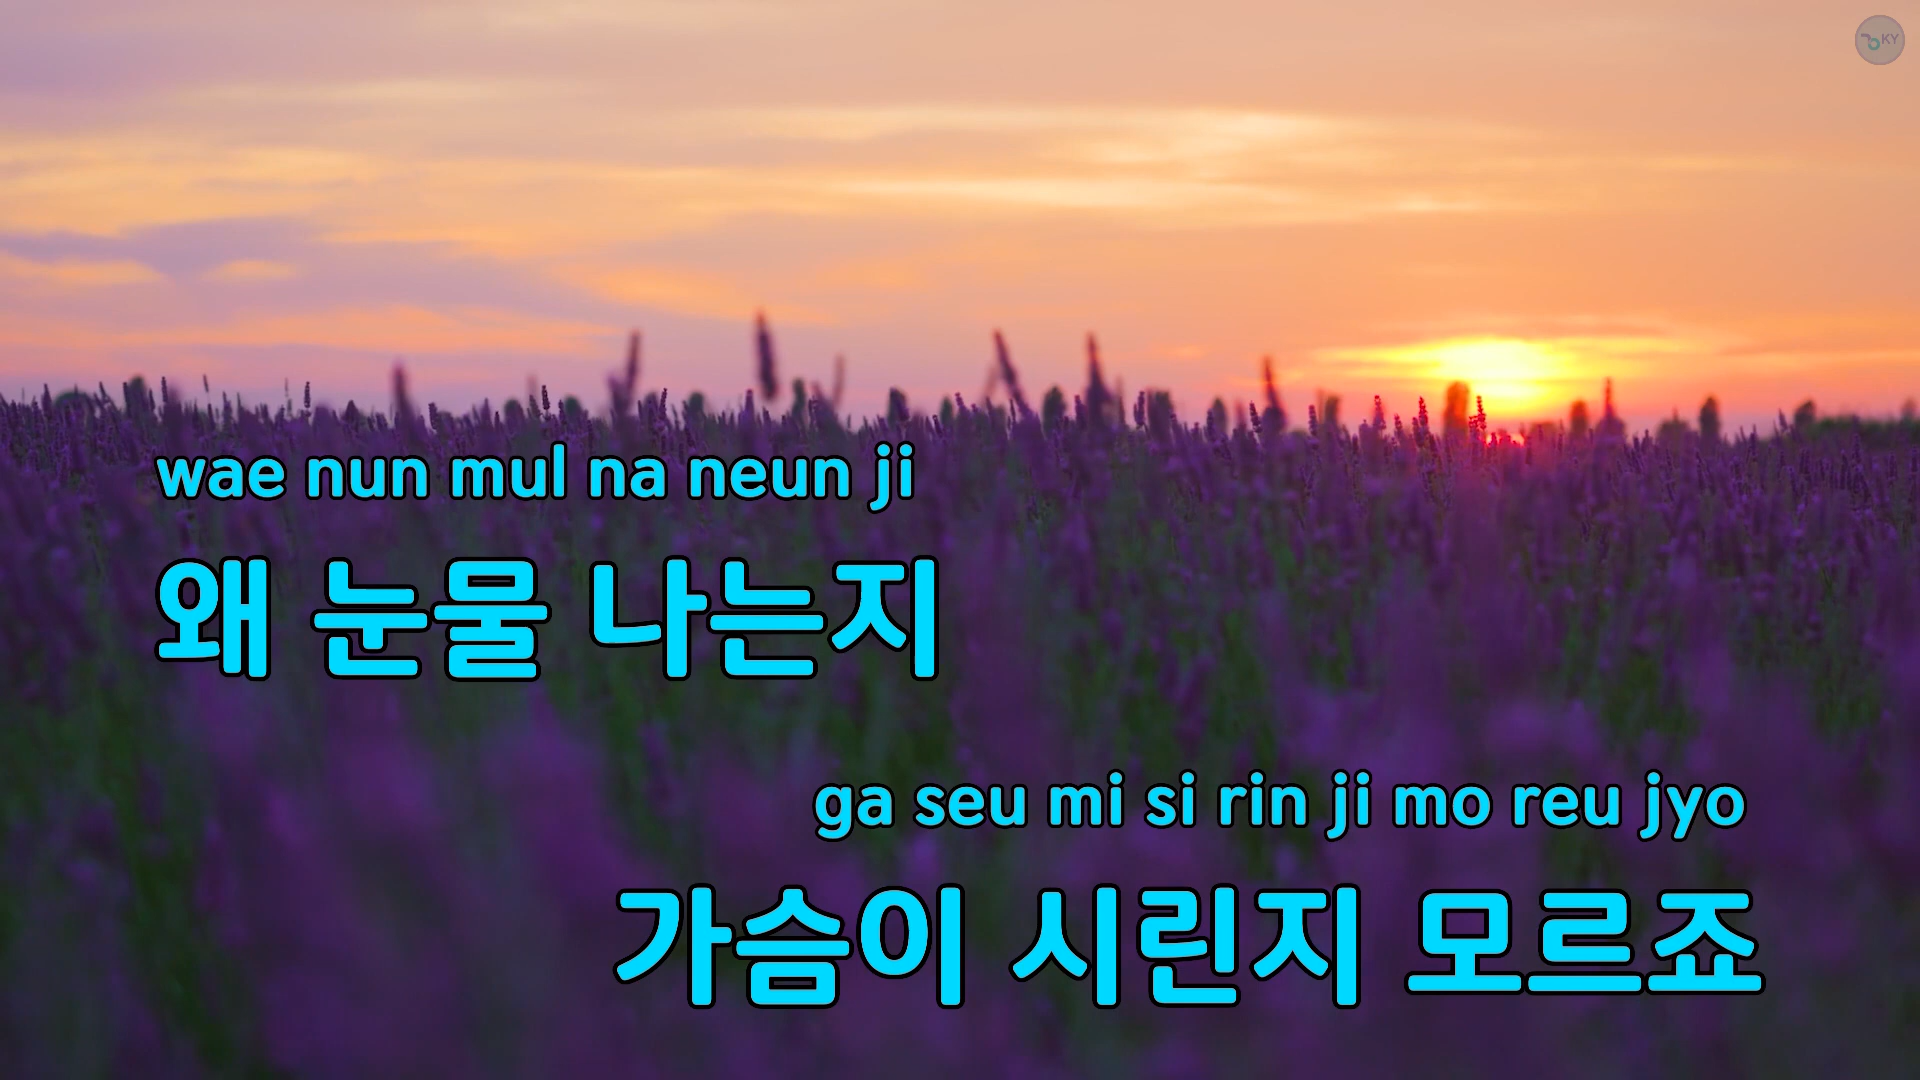 KY
wae nun mul na neun ji
왜 눈물 나는지
ga seu mi si rin ji mo reu jyo
가슴이 시린지 모르죠